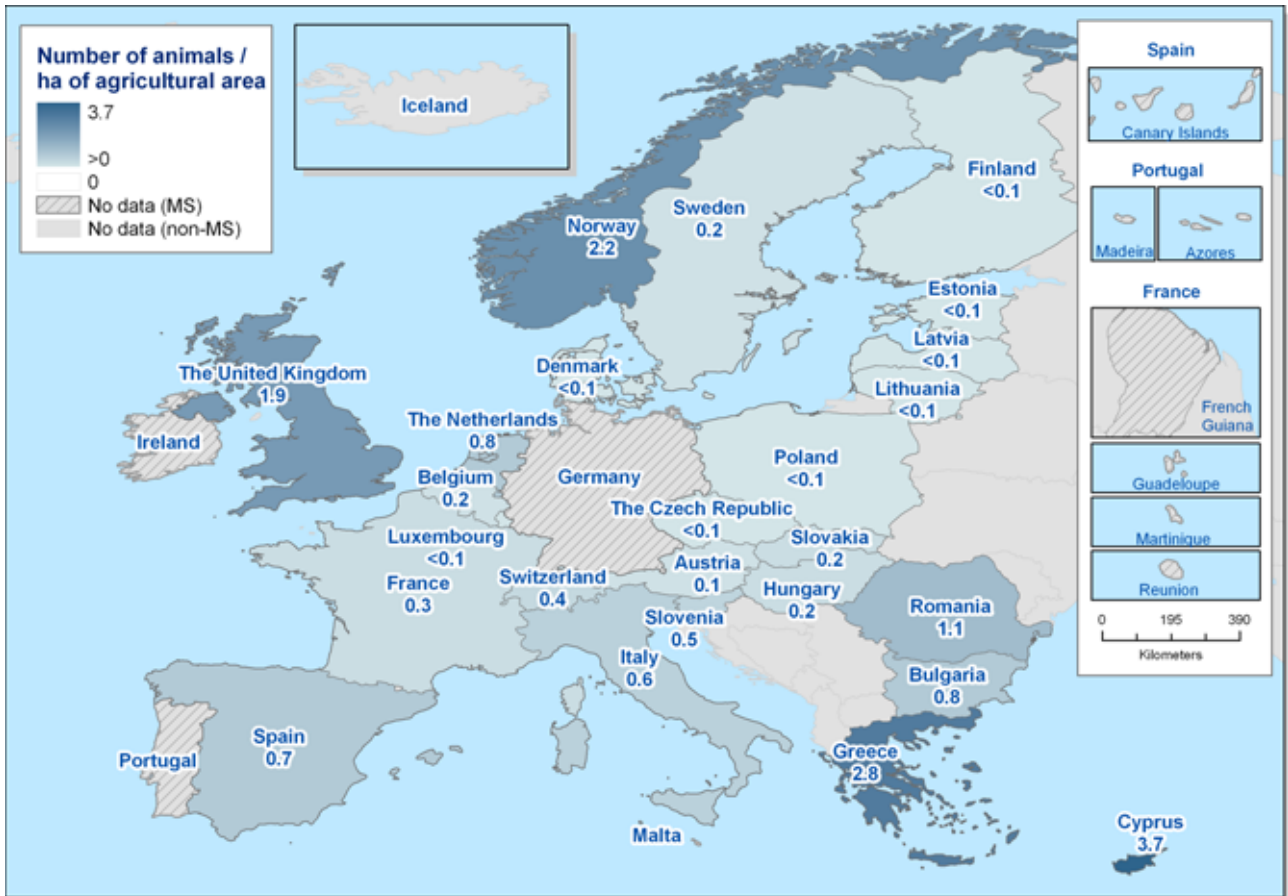 Number of animals /
ha of agricultural area
3.7
>0
0
No data (MS)
No data (non-MS)
Iceland
Spain
Canary Islands
Portugal
Madeira
Azores
France
French
Guiana
Guadeloupe
Martinique
Reunion
0 195 390
Kilometers
Finland
<0.1
Sweden
0.2
Norway
2.2
Estonia
<0.1
Latvia
<0.1
Lithuania
<0.1
Denmark
<0.1
The United Kingdom
1.9
Ireland
The Netherlands
0.8
Belgium
0.2
Germany
Poland
<0.1
The Czech Republic
<0.1
Luxembourg
<0.1
Slovakia
0.2
Austria
0.1
France
0.3
Switzerland
0.4
Hungary
0.2
Slovenia
0.5
Romania
1.1
Italy
0.6
Bulgaria
0.8
Portugal
Spain
0.7
Greece
2.8
Malta
Cyprus
3.7